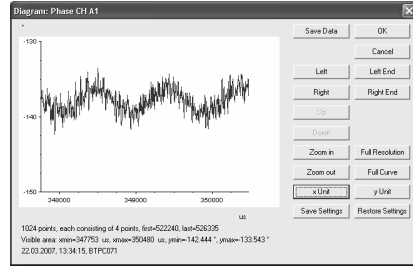 Diagram: Phase CH A1
°
-130
-140
-150
348000
349000
350000
us
Save Data
OK
Cancel
Left
Left End
Right
Right End
Up
Down
Zoom in
Full Resolution
Zoom out
Full Curve
x Unit
y Unit
Save Settings
Restore Settings
1024 points, each consisting of 4 points, first=522240, last=526335
Visible area: xmin=347753 us, xmax=350480 us, ymin=-142.444 °, ymax=-133.543 °
22.03.2007, 13:34:15, BTPC071